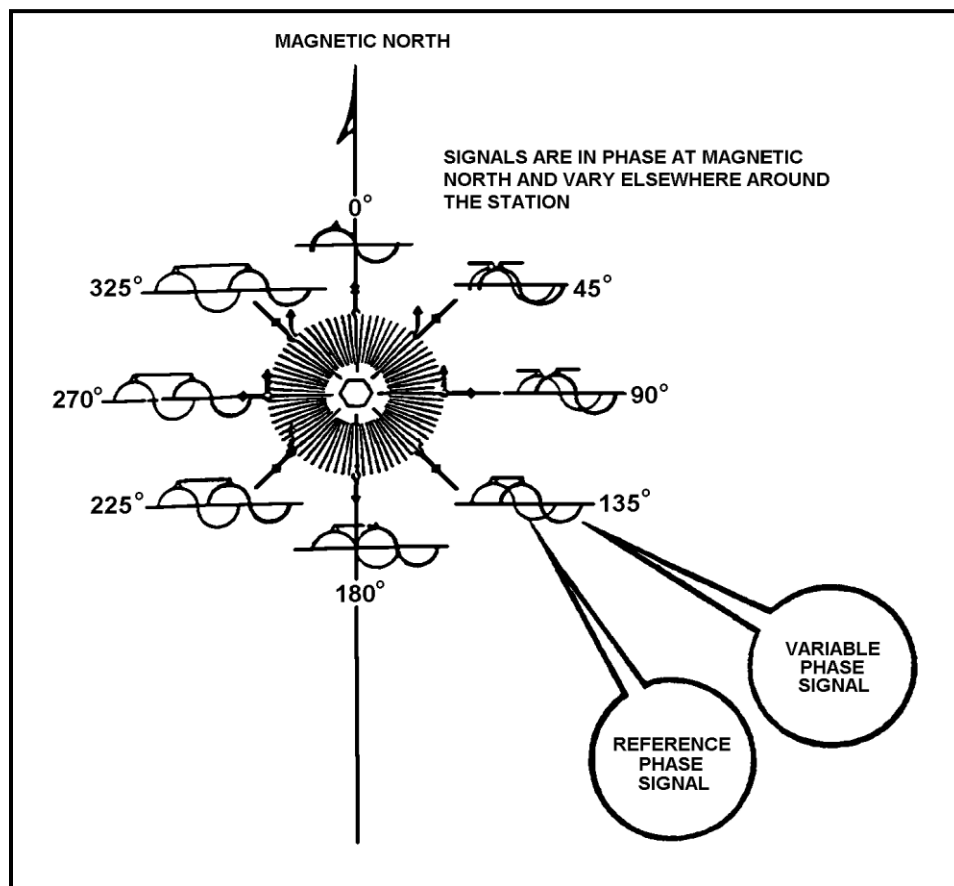 MAGNETIC NORTH
SIGNALS ARE IN PHASE AT MAGNETIC
NORTH AND VARY ELSEWHERE AROUND
THE STATION
0°
325°
45°
270°
90°
225°
135°
180°
VARIABLE
PHASE
SIGNAL
REFERENCE
PHASE
SIGNAL